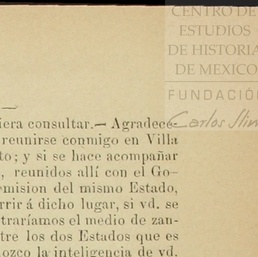 CENTRO DE
ESTUDIOS
DE HISTORIA
DE MEXICO
FUNDACIÓN
Carlos Slim
iera consultar.— Agradece-
reunirse conmigo en Villa
to; y si se hace acompañar
, reunidos allí con el Go-
rmision del mismo Estado,
rrir á dicho lugar, si vd. se
traríamos el medio de zan-
tre los dos Estados que es
ozco la inteligencia de vd.